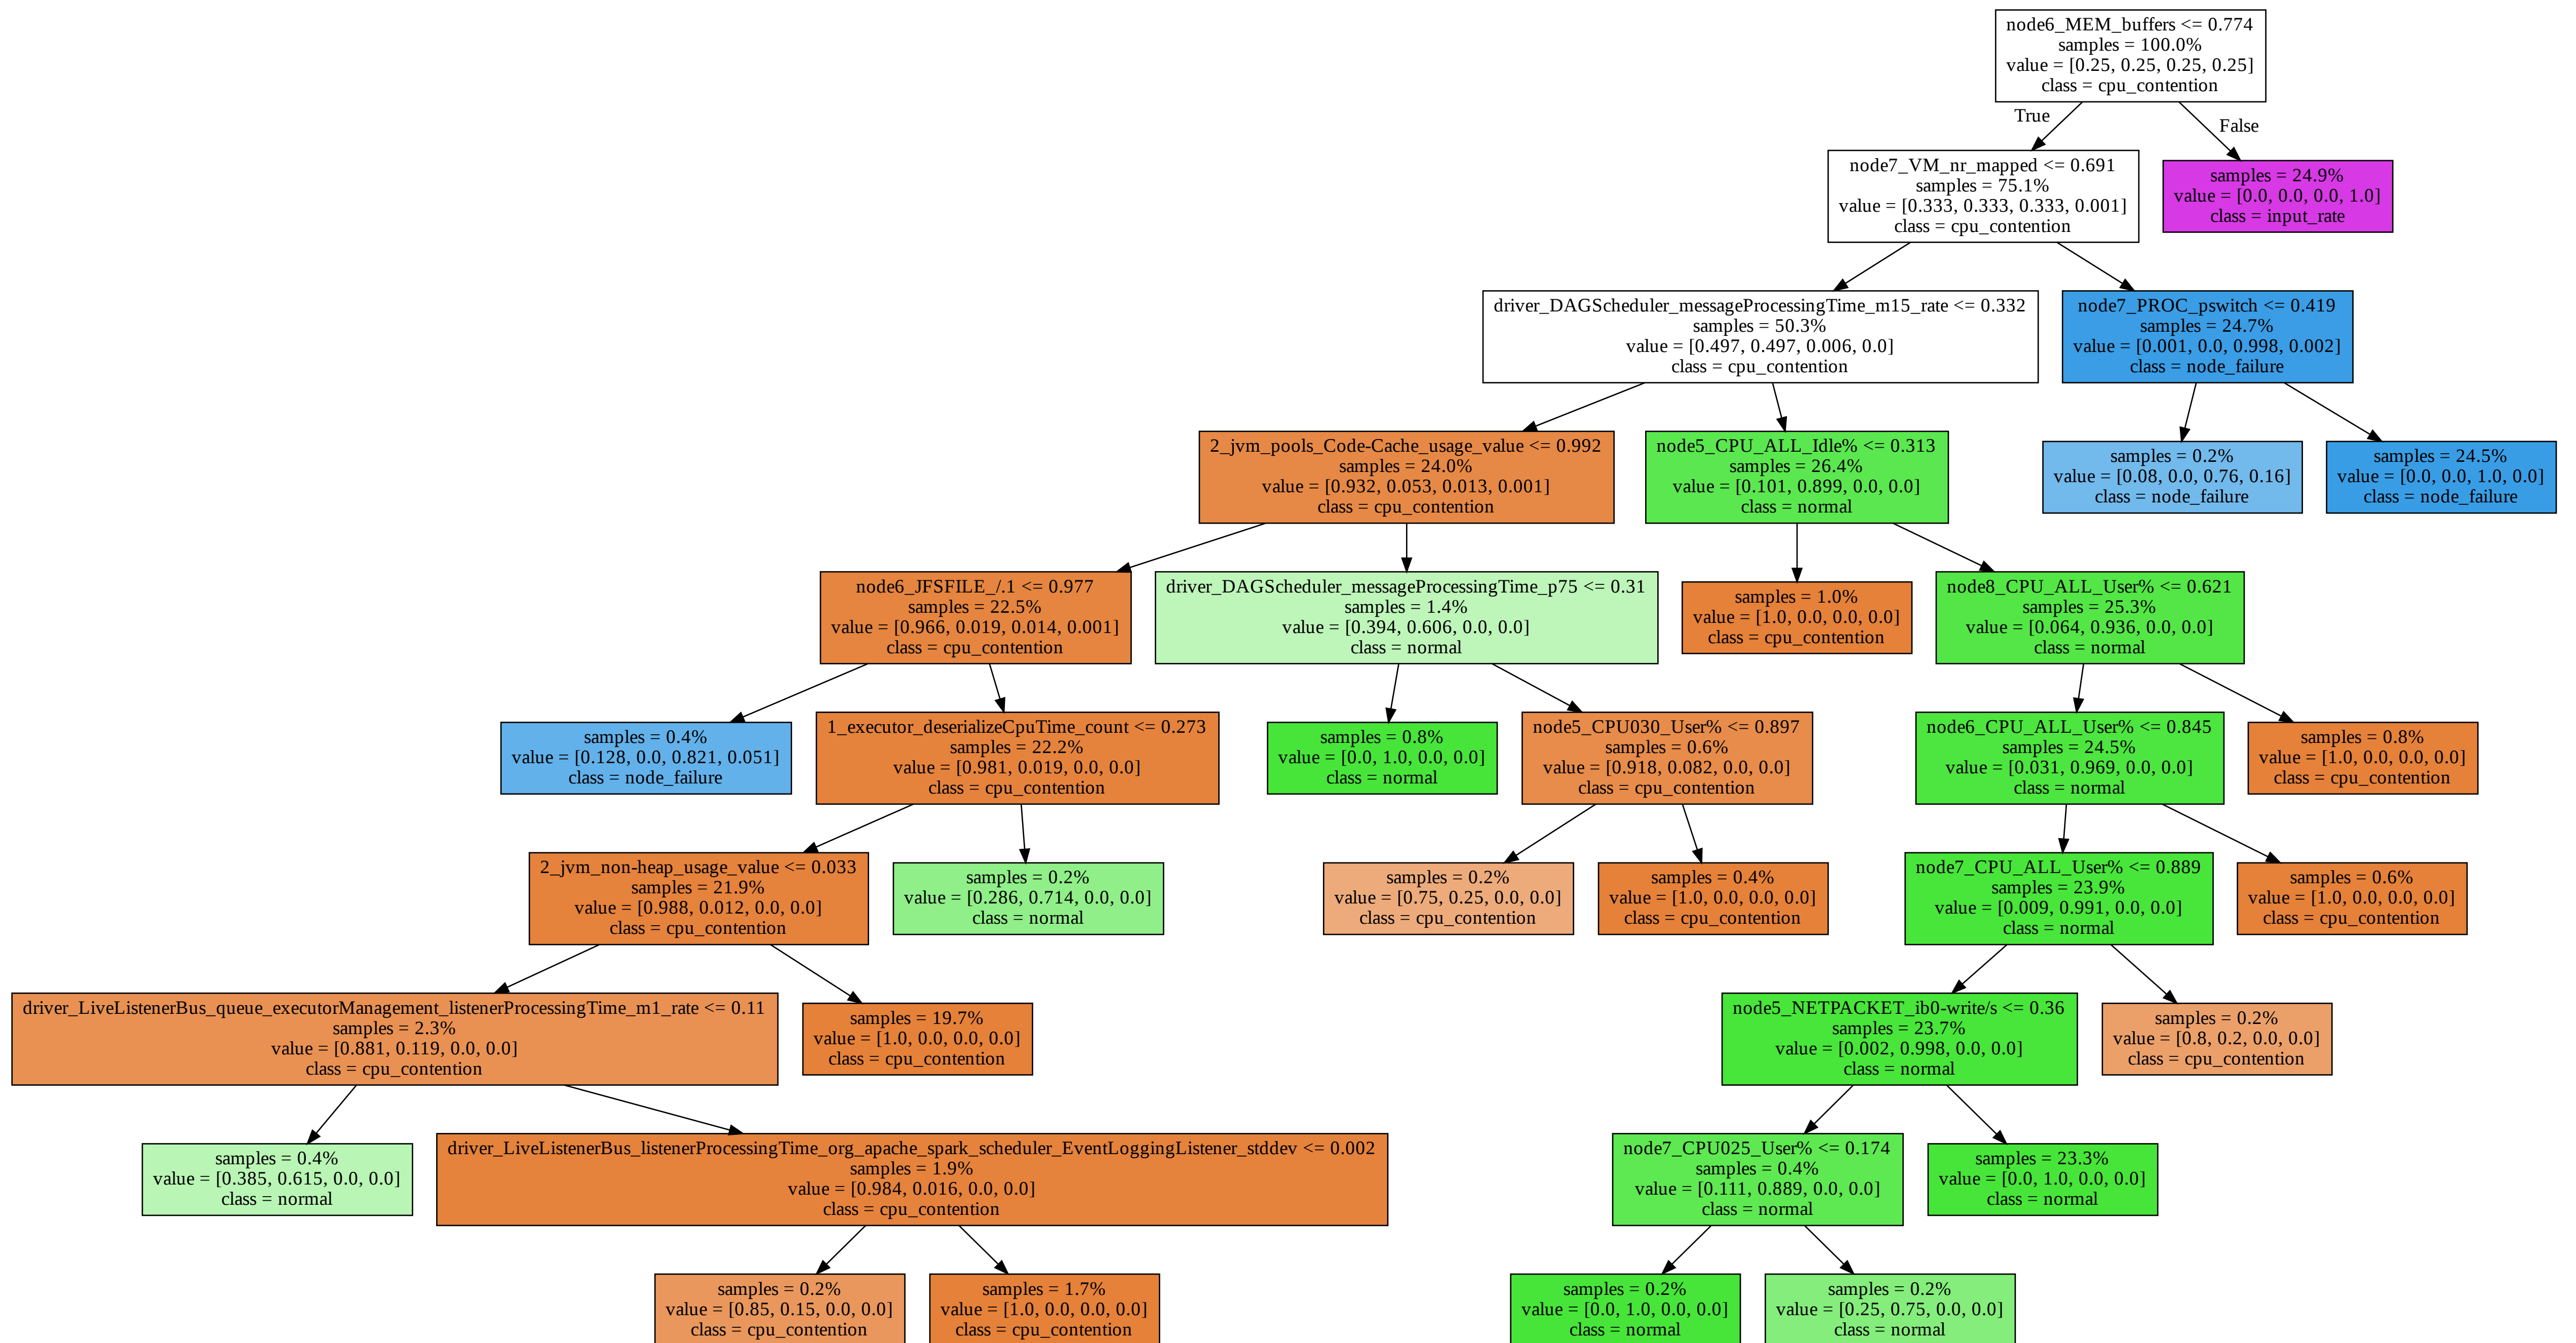 node6_MEM_buffers <= 0.774
samples = 100.0%
value = [0.25, 0.25, 0.25, 0.25]
class = cpu_contention
True
False
node7_VM_nr_mapped <= 0.691
samples = 75.1%
value = [0.333, 0.333, 0.333, 0.001]
class = cpu_contention
samples = 24.9%
value = [0.0, 0.0, 0.0, 1.0]
class = input_rate
driver_DAGScheduler_messageProcessingTime_m15_rate <= 0.332
samples = 50.3%
value = [0.497, 0.497, 0.006, 0.0]
class = cpu_contention
node7_PROC_pswitch <= 0.419
samples = 24.7%
value = [0.001, 0.0, 0.998, 0.002]
class = node_failure
2_jvm_pools_Code-Cache_usage_value <= 0.992
samples = 24.0%
value = [0.932, 0.053, 0.013, 0.001]
class = cpu_contention
node5_CPU_ALL_Idle% <= 0.313
samples = 26.4%
value = [0.101, 0.899, 0.0, 0.0]
class = normal
samples = 0.2%
value = [0.08, 0.0, 0.76, 0.16]
class = node_failure
samples = 24.5%
value = [0.0, 0.0, 1.0, 0.0]
class = node_failure
node6_JFSFILE_/.1 <= 0.977
samples = 22.5%
value = [0.966, 0.019, 0.014, 0.001]
class = cpu_contention
driver_DAGScheduler_messageProcessingTime_p75 <= 0.31
samples = 1.4%
value = [0.394, 0.606, 0.0, 0.0]
class = normal
samples = 1.0%
value = [1.0, 0.0, 0.0, 0.0]
class = cpu_contention
node8_CPU_ALL_User% <= 0.621
samples = 25.3%
value = [0.064, 0.936, 0.0, 0.0]
class = normal
samples = 0.4%
value = [0.128, 0.0, 0.821, 0.051]
class = node_failure
1_executor_deserializeCpuTime_count <= 0.273
samples = 22.2%
value = [0.981, 0.019, 0.0, 0.0]
class = cpu_contention
samples = 0.8%
value = [0.0, 1.0, 0.0, 0.0]
class = normal
node5_CPU030_User% <= 0.897
samples = 0.6%
value = [0.918, 0.082, 0.0, 0.0]
class = cpu_contention
node6_CPU_ALL_User% <= 0.845
samples = 24.5%
value = [0.031, 0.969, 0.0, 0.0]
class = normal
samples = 0.8%
value = [1.0, 0.0, 0.0, 0.0]
class = cpu_contention
2_jvm_non-heap_usage_value <= 0.033
samples = 21.9%
value = [0.988, 0.012, 0.0, 0.0]
class = cpu_contention
samples = 0.2%
value = [0.286, 0.714, 0.0, 0.0]
class = normal
samples = 0.2%
value = [0.75, 0.25, 0.0, 0.0]
class = cpu_contention
samples = 0.4%
value = [1.0, 0.0, 0.0, 0.0]
class = cpu_contention
node7_CPU_ALL_User% <= 0.889
samples = 23.9%
value = [0.009, 0.991, 0.0, 0.0]
class = normal
samples = 0.6%
value = [1.0, 0.0, 0.0, 0.0]
class = cpu_contention
driver_LiveListenerBus_queue_executorManagement_listenerProcessingTime_m1_rate <= 0.11
samples = 2.3%
value = [0.881, 0.119, 0.0, 0.0]
class = cpu_contention
samples = 19.7%
value = [1.0, 0.0, 0.0, 0.0]
class = cpu_contention
node5_NETPACKET_ib0-write/s <= 0.36
samples = 23.7%
value = [0.002, 0.998, 0.0, 0.0]
class = normal
samples = 0.2%
value = [0.8, 0.2, 0.0, 0.0]
class = cpu_contention
samples = 0.4%
value = [0.385, 0.615, 0.0, 0.0]
class = normal
driver_LiveListenerBus_listenerProcessingTime_org_apache_spark_scheduler_EventLoggingListener_stddev <= 0.002
samples = 1.9%
value = [0.984, 0.016, 0.0, 0.0]
class = cpu_contention
node7_CPU025_User% <= 0.174
samples = 0.4%
value = [0.111, 0.889, 0.0, 0.0]
class = normal
samples = 23.3%
value = [0.0, 1.0, 0.0, 0.0]
class = normal
samples = 0.2%
value = [0.85, 0.15, 0.0, 0.0]
class = cpu_contention
samples = 1.7%
value = [1.0, 0.0, 0.0, 0.0]
class = cpu_contention
samples = 0.2%
value = [0.0, 1.0, 0.0, 0.0]
class = normal
samples = 0.2%
value = [0.25, 0.75, 0.0, 0.0]
class = normal